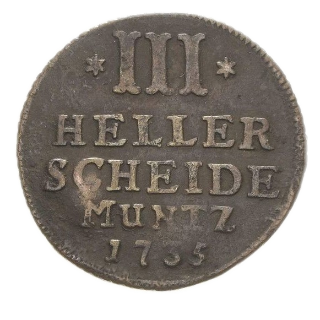 * III *
HELLER
SCHEIDE
MUNTZ
1735